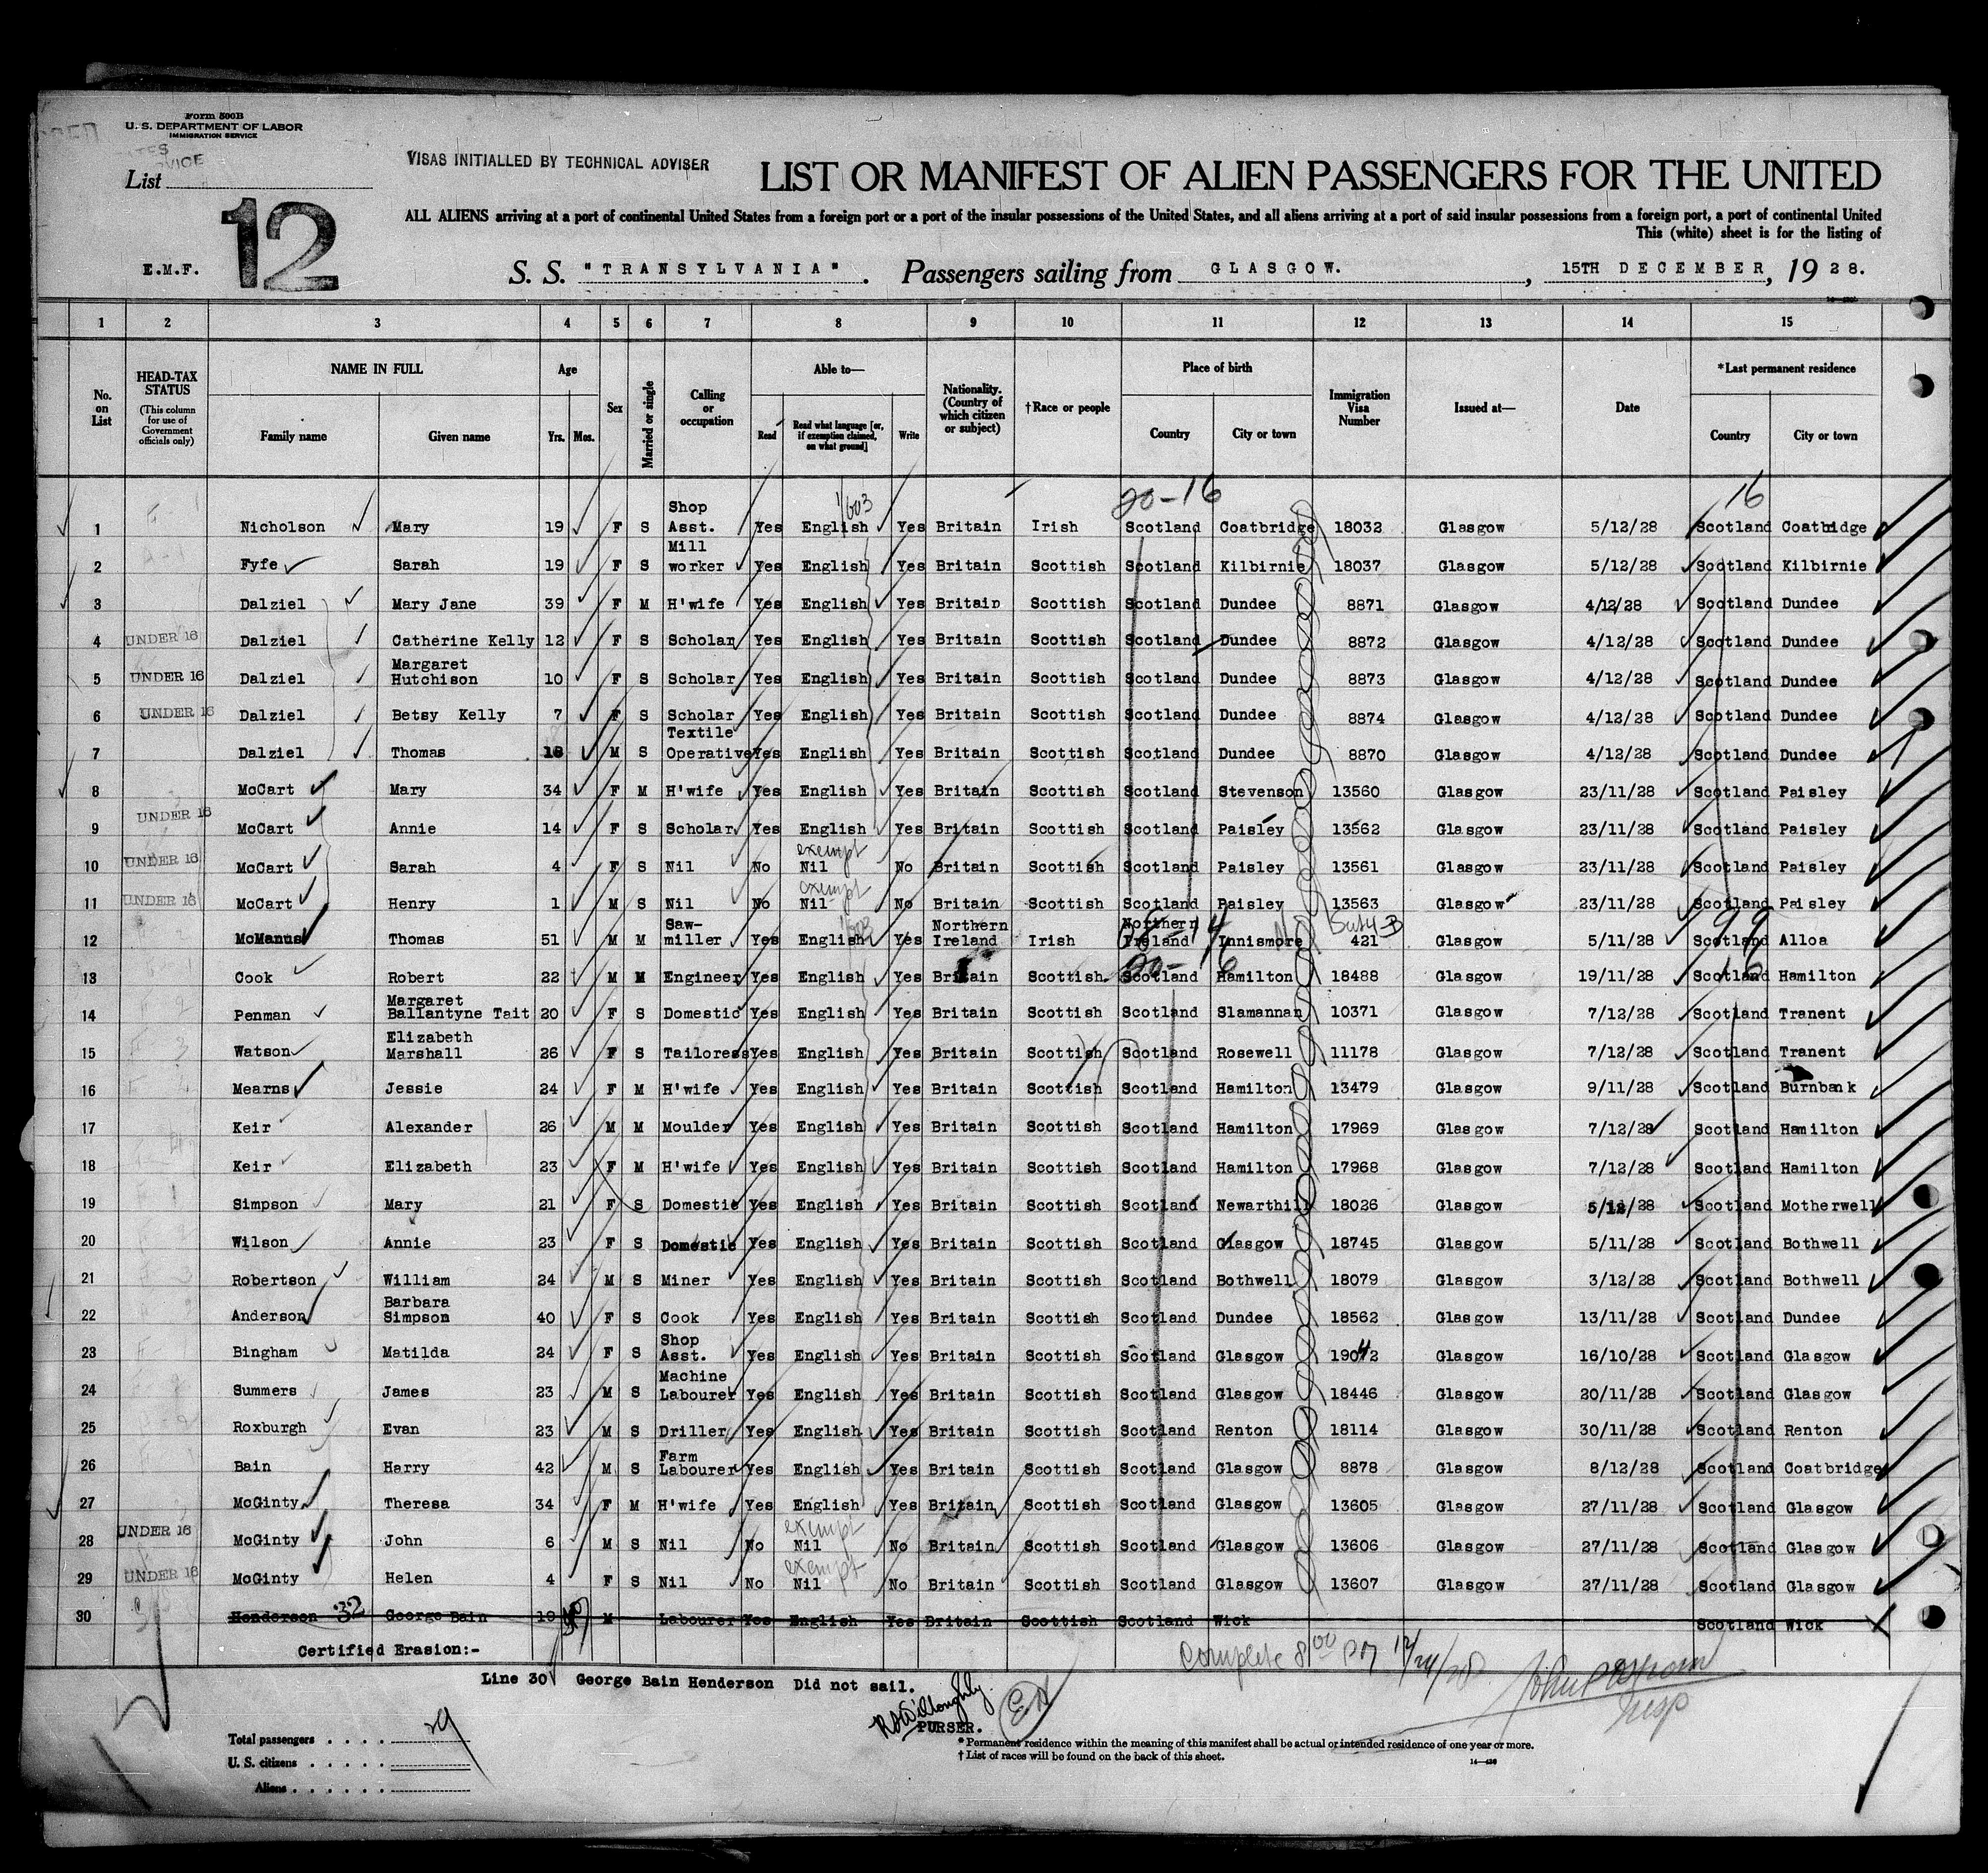 Form 500B
U. S. DEPARTMENT OF LABOR
IMMIGRATION SERVICE
VISAS INITIALLED BY TECHNICAL ADVISER
LIST OR MANIFEST OF ALIEN PASSENGERS FOR THE UNITED
List 12
ALL ALIENS arriving at a port of continental United States from a foreign port or a port of the insular possessions of the United States, and all aliens arriving at a port of said insular possessions from a foreign port, a port of continental United
This (white) sheet is for the listing of
E.M.F. S. S. "TRANSYLVANIA". Passengers sailing from GLASGOW. , 15TH DECEMBER, 19 28.
1 2 3 4 5 6 7 8 9 10 11 12 13 14 15
No. on List HEAD-TAX STATUS (This column for use of Government officials only) NAME IN FULL Family name Given name Age Yrs. Mos. Sex Married or single Calling or occupation Able to— Read Read what language [or, if exemption claimed, on what ground] Write Nationality. (Country of which citizen or subject) †Race or people Place of birth Country City or town Immigration Visa Number Issued at— Date *Last permanent residence Country City or town
20-16 16
1 Nicholson Mary 19 F S Shop Asst. Yes English Yes Britain Irish Scotland Coatbridge 18032 Glasgow 5/12/28 Scotland Coatbridge
2 Fyfe Sarah 19 F S Mill worker Yes English Yes Britain Scottish Scotland Kilbirnie 18037 Glasgow 5/12/28 Scotland Kilbirnie
3 Dalziel Mary Jane 39 F M H'wife Yes English Yes Britain Scottish Scotland Dundee 8871 Glasgow 4/12/28 Scotland Dundee
4 UNDER 16 Dalziel Catherine Kelly 12 F S Scholar Yes English Yes Britain Scottish Scotland Dundee 8872 Glasgow 4/12/28 Scotland Dundee
5 UNDER 16 Dalziel Margaret Hutchison 10 F S Scholar Yes English Yes Britain Scottish Scotland Dundee 8873 Glasgow 4/12/28 Scotland Dundee
6 UNDER 16 Dalziel Betsy Kelly 7 F S Scholar Yes English Yes Britain Scottish Scotland Dundee 8874 Glasgow 4/12/28 Scotland Dundee
7 Dalziel Thomas M S Textile Operative Yes English Yes Britain Scottish Scotland Dundee 8870 Glasgow 4/12/28 Scotland Dundee
8 McCart Mary 34 F M H'wife Yes English Yes Britain Scottish Scotland Stevenson 13560 Glasgow 23/11/28 Scotland Paisley
9 UNDER 16 McCart Annie 14 F S Scholar Yes English Yes Britain Scottish Scotland Paisley 13562 Glasgow 23/11/28 Scotland Paisley
10 UNDER 16 McCart Sarah 4 F S Nil No exempt Nil No Britain Scottish Scotland Paisley 13561 Glasgow 23/11/28 Scotland Paisley
11 UNDER 16 McCart Henry 1 M S Nil No exempt Nil No Britain Scottish Scotland Paisley 13563 Glasgow 23/11/28 Scotland Paisley
12 McManus Thomas 51 M M Saw-miller Yes English Yes Northern Ireland Irish Northern Ireland Innismore 421 Glasgow 5/11/28 Scotland Alloa
13 Cook Robert 22 M M Engineer Yes English Yes Britain Scottish Scotland Hamilton 18488 Glasgow 19/11/28 Scotland Hamilton
14 Penman Margaret Ballantyne Tait 20 F S Domestic Yes English Yes Britain Scottish Scotland Slamannan 10371 Glasgow 7/12/28 Scotland Tranent
15 Watson Elizabeth Marshall 26 F S Tailoress Yes English Yes Britain Scottish Scotland Rosewell 11178 Glasgow 7/12/28 Scotland Tranent
16 Mearns Jessie 24 F M H'wife Yes English Yes Britain Scottish Scotland Hamilton 13479 Glasgow 9/11/28 Scotland Burnbank
17 Keir Alexander 26 M M Moulder Yes English Yes Britain Scottish Scotland Hamilton 17969 Glasgow 7/12/28 Scotland Hamilton
18 Keir Elizabeth 23 F M H'wife Yes English Yes Britain Scottish Scotland Hamilton 17968 Glasgow 7/12/28 Scotland Hamilton
19 Simpson Mary 21 F S Domestic Yes English Yes Britain Scottish Scotland Newarthill 18026 Glasgow 5/12/28 Scotland Motherwell
20 Wilson Annie 23 F S Domestic Yes English Yes Britain Scottish Scotland Glasgow 18745 Glasgow 5/11/28 Scotland Bothwell
21 Robertson William 24 M S Miner Yes English Yes Britain Scottish Scotland Bothwell 18079 Glasgow 3/12/28 Scotland Bothwell
22 Anderson Barbara Simpson 40 F S Cook Yes English Yes Britain Scottish Scotland Dundee 18562 Glasgow 13/11/28 Scotland Dundee
23 Bingham Matilda 24 F S Shop Asst. Yes English Yes Britain Scottish Scotland Glasgow 19042 Glasgow 16/10/28 Scotland Glasgow
24 Summers James 23 M S Machine Labourer Yes English Yes Britain Scottish Scotland Glasgow 18446 Glasgow 20/11/28 Scotland Glasgow
25 Roxburgh Evan 23 M S Driller Yes English Yes Britain Scottish Scotland Renton 18114 Glasgow 30/11/28 Scotland Renton
26 Bain Harry 42 M S Farm Labourer Yes English Yes Britain Scottish Scotland Glasgow 8878 Glasgow 8/12/28 Scotland Coatbridge
27 McGinty Theresa 34 F M H'wife Yes English Yes Britain Scottish Scotland Glasgow 13605 Glasgow 27/11/28 Scotland Glasgow
28 UNDER 16 McGinty John 6 M S Nil No exempt Nil No Britain Scottish Scotland Glasgow 13606 Glasgow 27/11/28 Scotland Glasgow
29 UNDER 16 McGinty Helen 4 F S Nil No exempt Nil No Britain Scottish Scotland Glasgow 13607 Glasgow 27/11/28 Scotland Glasgow
30 Henderson 32 George Bain 19 M Labourer Yes English Yes Britain Scottish Scotland Wick Scotland Wick
Certified Erasion:-
Complete 8:00 PM 12/24/28
Line 30 George Bain Henderson Did not sail.
PURSER.
Insp
Total passengers . . . . 29
U. S. citizens . . . . .
Aliens . . . . . .
* Permanent residence within the meaning of this manifest shall be actual or intended residence of one year or more.
† List of races will be found on the back of this sheet.